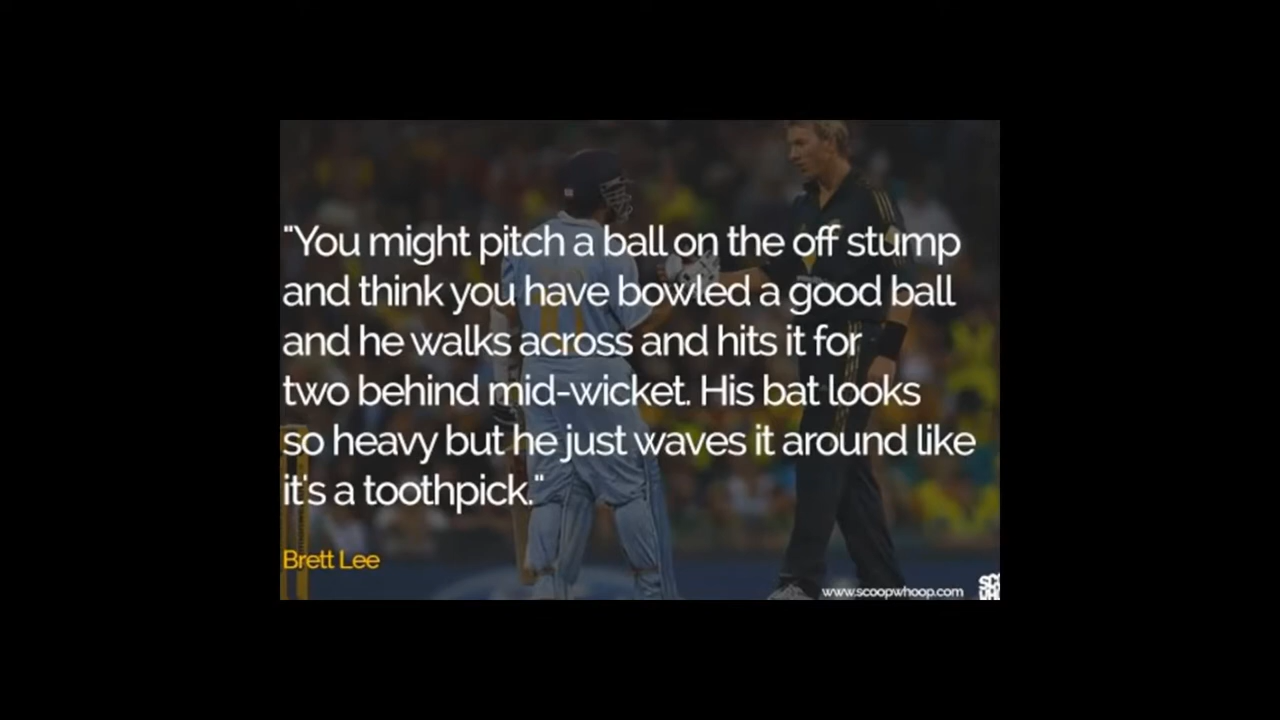 "You might pitch a ball on the off stump
and think you have bowled a good ball
and he walks across and hits it for
two behind mid-wicket. His bat looks
so heavy but he just waves it around like
it's a toothpick."
Brett Lee
www.scoopwhoop.com